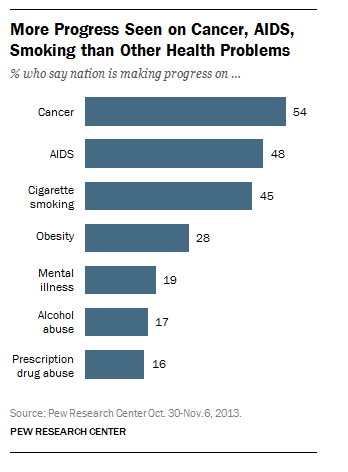 More Progress Seen on Cancer, AIDS,
Smoking than Other Health Problems
% who say nation is making progress on ...
Cancer 54
AIDS 48
Cigarette
smoking 45
Obesity 28
Mental
illness 19
Alcohol
abuse 17
Prescription
drug abuse 16
Source: Pew Research Center Oct. 30-Nov. 6, 2013.
PEW RESEARCH CENTER